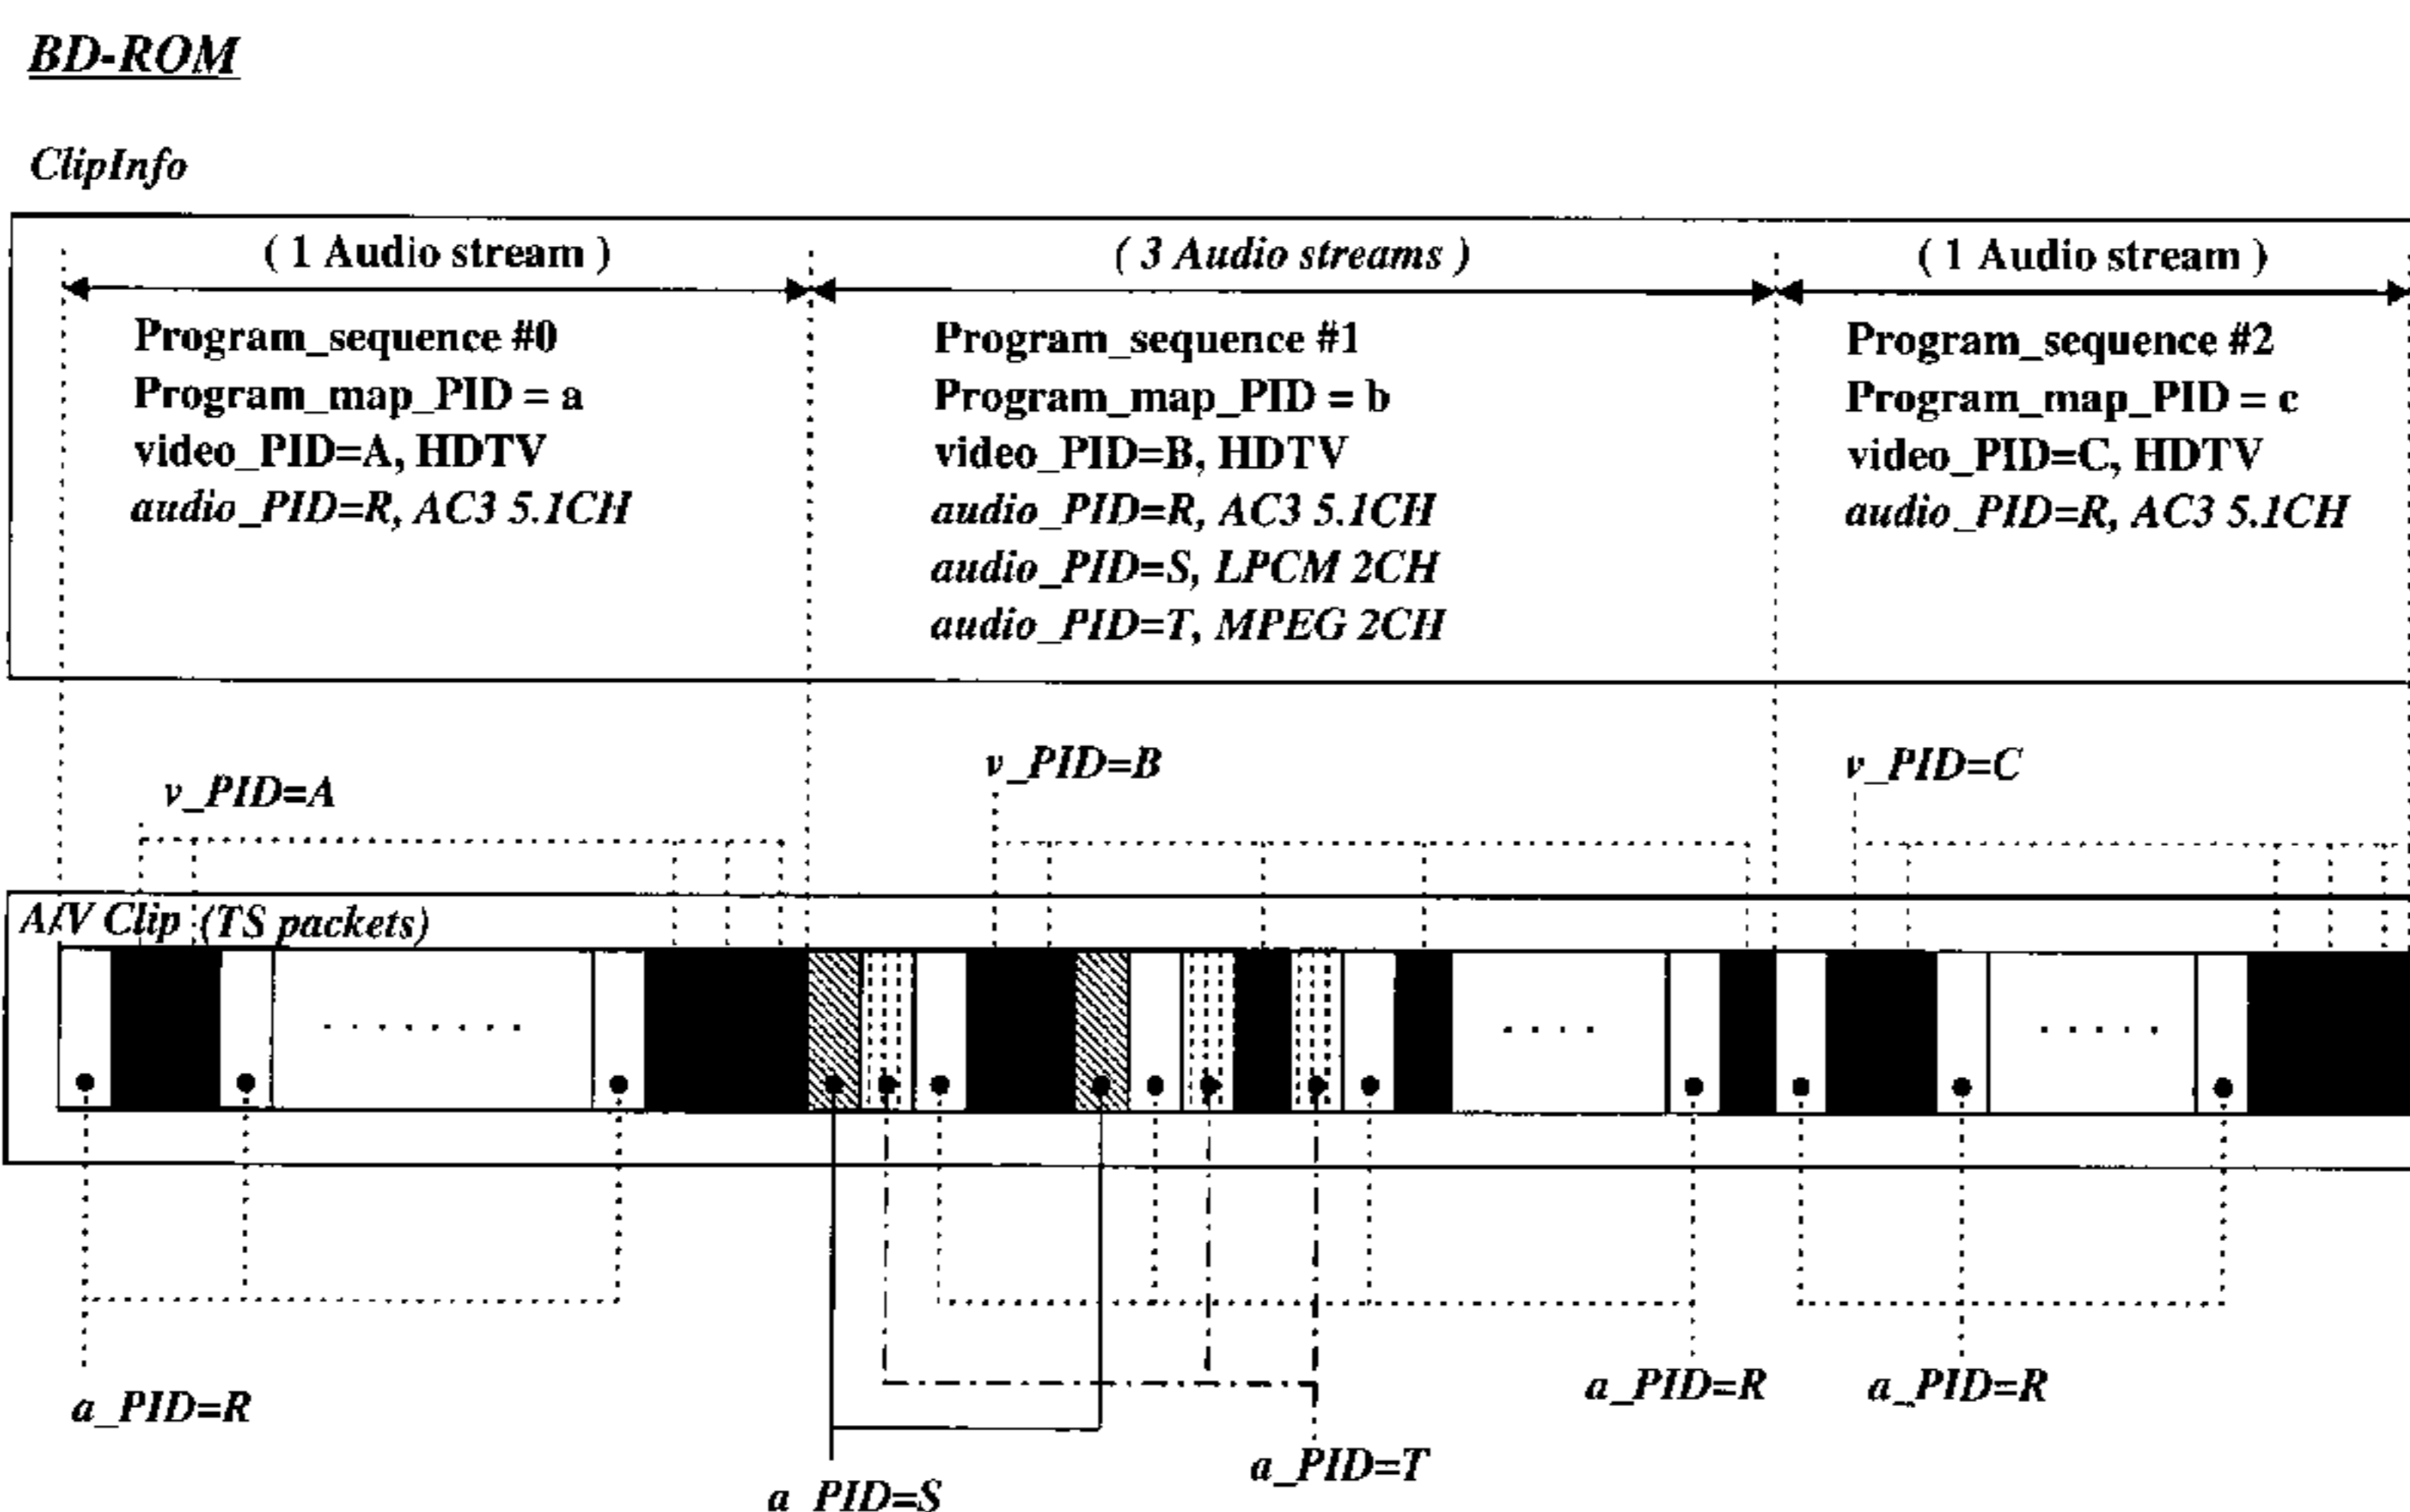 BD-ROM
ClipInfo
( 1 Audio stream )
Program_sequence #0
Program_map_PID = a
video_PID=A, HDTV
audio_PID=R, AC3 5.1CH
( 3 Audio streams )
Program_sequence #1
Program_map_PID = b
video_PID=B, HDTV
audio_PID=R, AC3 5.1CH
audio_PID=S, LPCM 2CH
audio_PID=T, MPEG 2CH
( 1 Audio stream )
Program_sequence #2
Program_map_PID = c
video_PID=C, HDTV
audio_PID=R, AC3 5.1CH
v_PID=A
v_PID=B
v_PID=C
A/V Clip (TS packets)
a_PID=R
a_PID=S
a_PID=T
a_PID=R
a_PID=R